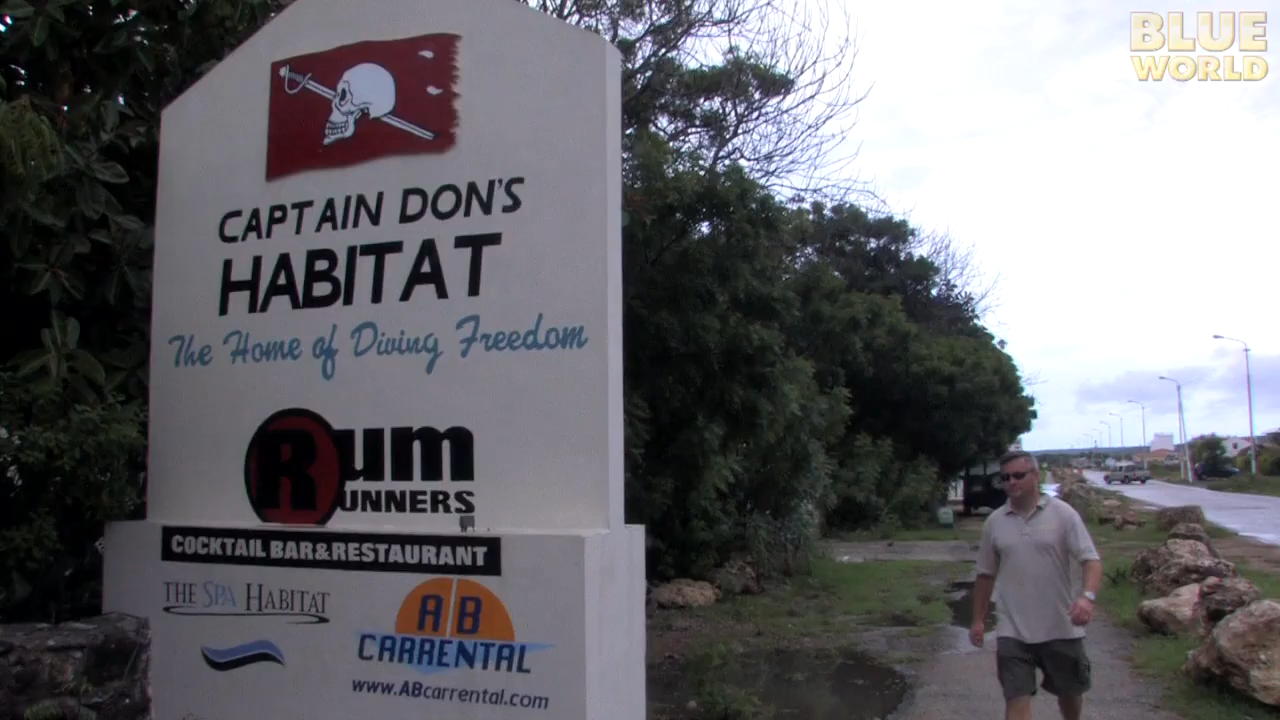 BLUE
WORLD
CAPTAIN DON'S
HABITAT
The Home of Diving Freedom
Rum
RUNNERS
COCKTAIL BAR&RESTAURANT
THE SPA HABITAT
AB
CARRENTAL
www.ABcarrental.com